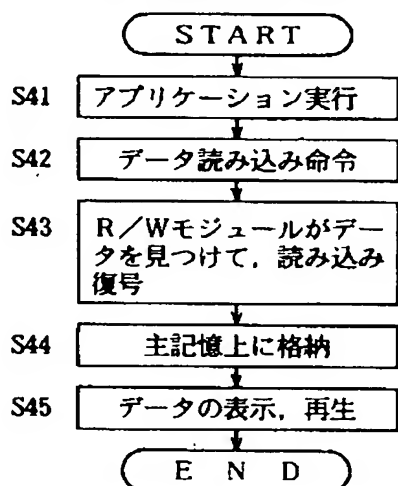 START
S41 アプリケーション実行
S42 データ読み込み命令
S43 R/Wモジュールがデー
タを見つけて,読み込み
復号
S44 主記憶上に格納
S45 データの表示,再生
END